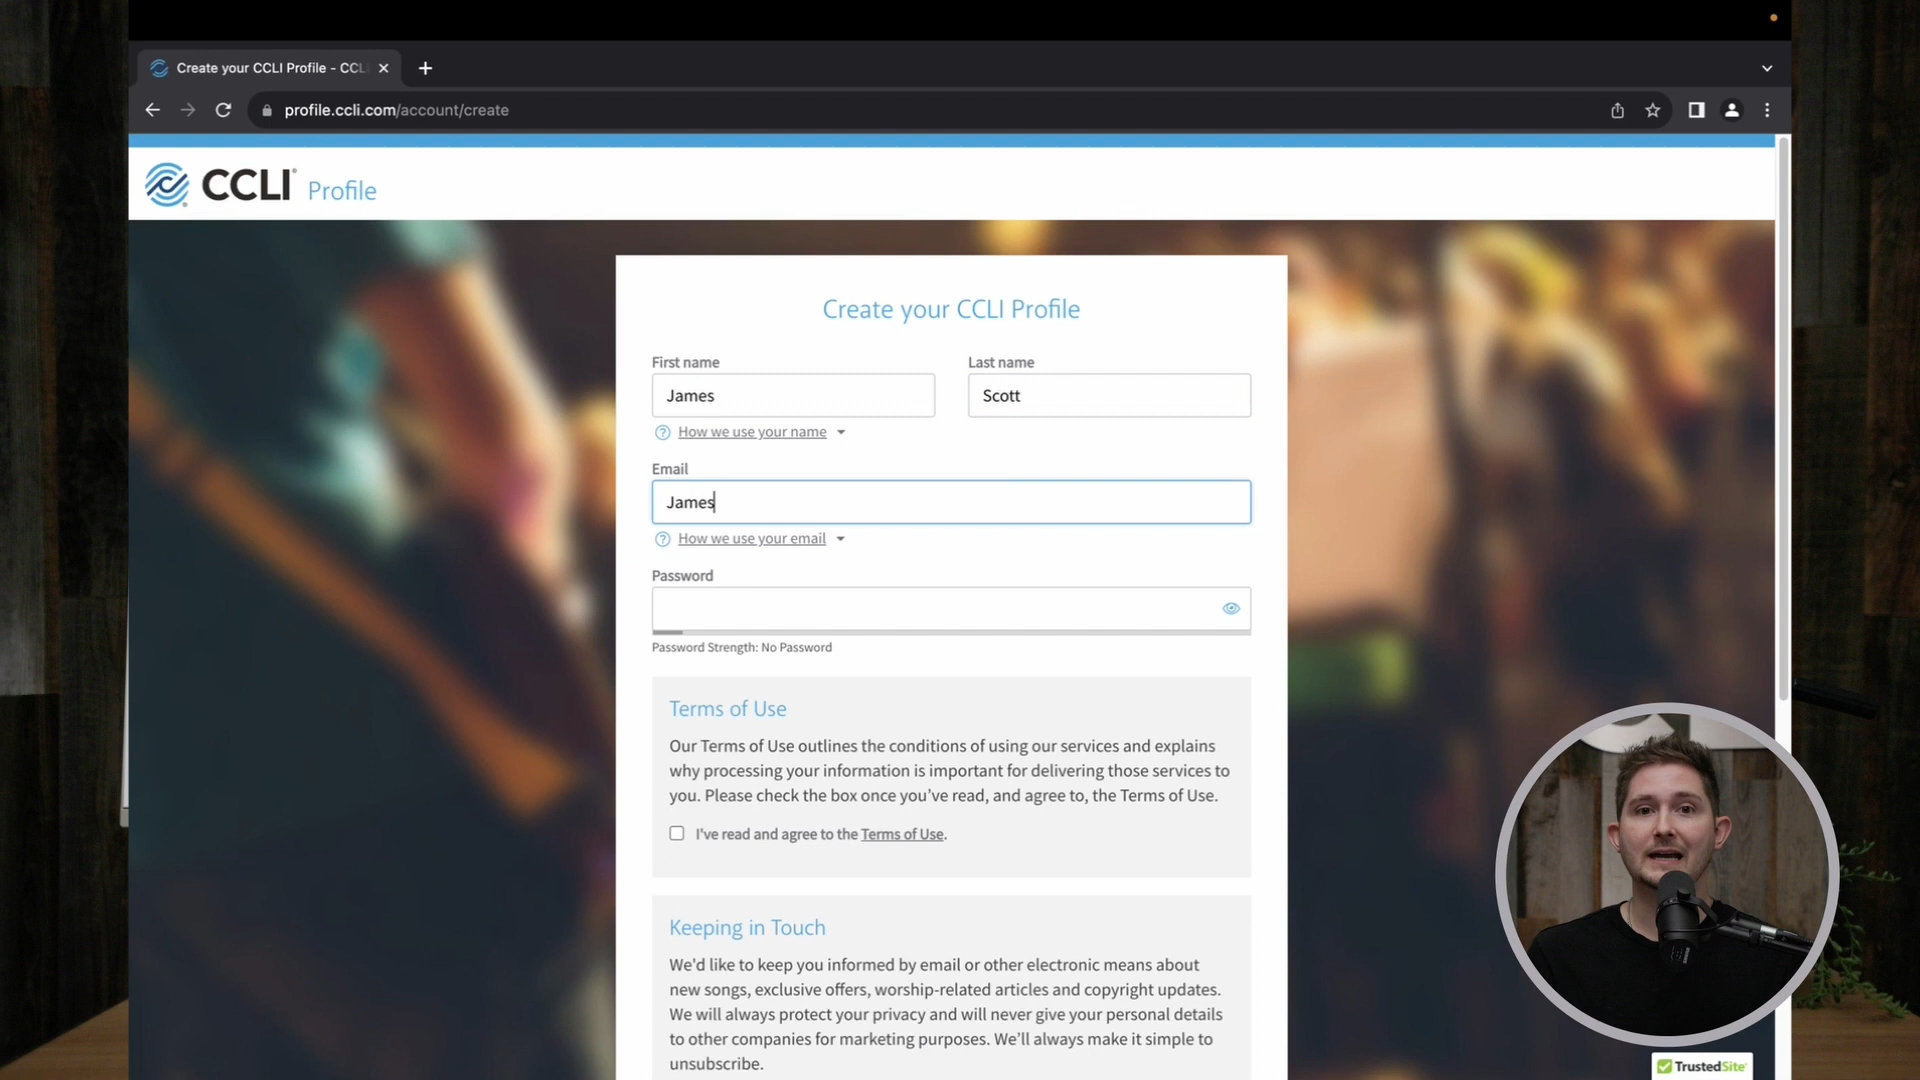 Create your CCLI Profile - CCLI
profile.ccli.com/account/create
CCLI® Profile
Create your CCLI Profile
First name
Last name
James
Scott
How we use your name
Email
James
How we use your email
Password
Password Strength: No Password
Terms of Use
Our Terms of Use outlines the conditions of using our services and explains
why processing your information is important for delivering those services to
you. Please check the box once you've read, and agree to, the Terms of Use.
I've read and agree to the Terms of Use.
Keeping in Touch
We'd like to keep you informed by email or other electronic means about
new songs, exclusive offers, worship-related articles and copyright updates.
We will always protect your privacy and will never give your personal details
to other companies for marketing purposes. We'll always make it simple to
unsubscribe.
TrustedSite